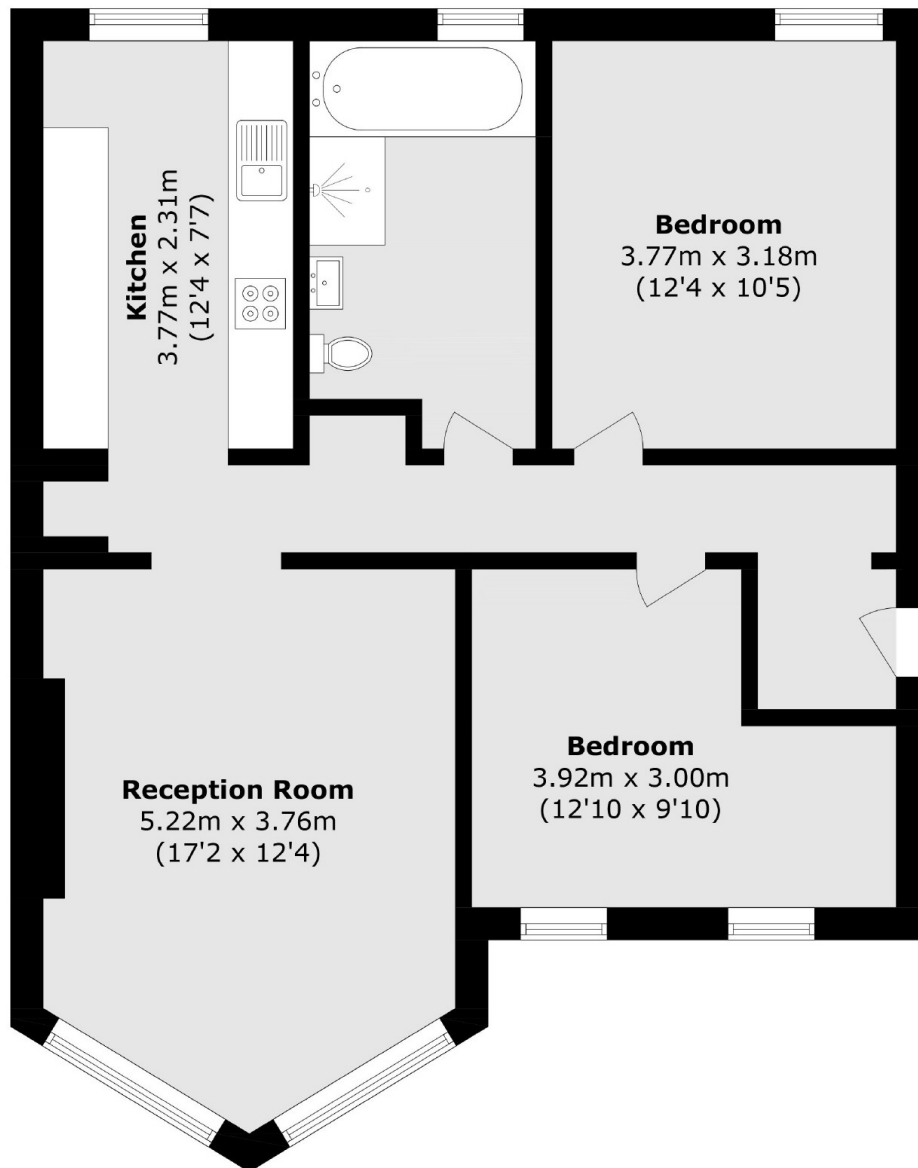 Kitchen
3.77m x 2.31m
(12'4 x 7'7)
Bedroom
3.77m x 3.18m
(12'4 x 10'5)
Reception Room
5.22m x 3.76m
(17'2 x 12'4)
Bedroom
3.92m x 3.00m
(12'10 x 9'10)